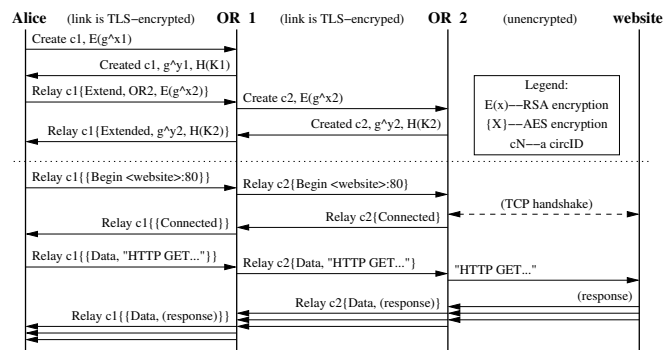 Alice (link is TLS−encrypted) OR 1 (link is TLS−encrypted) OR 2 (unencrypted) website
Create c1, E(g^x1)
Created c1, g^y1, H(K1)
Relay c1{Extend, OR2, E(g^x2)}
Create c2, E(g^x2)
Created c2, g^y2, H(K2)
Relay c1{Extended, g^y2, H(K2)}
Legend:
E(x)−−RSA encryption
{X}−−AES encryption
cN−−a circID
Relay c1{{Begin <website>:80}}
Relay c2{Begin <website>:80}
(TCP handshake)
Relay c2{Connected}
Relay c1{{Connected}}
Relay c1{{Data, "HTTP GET..."}}
Relay c2{Data, "HTTP GET..."}
"HTTP GET..."
(response)
Relay c2{Data, (response)}
Relay c1{{Data, (response)}}